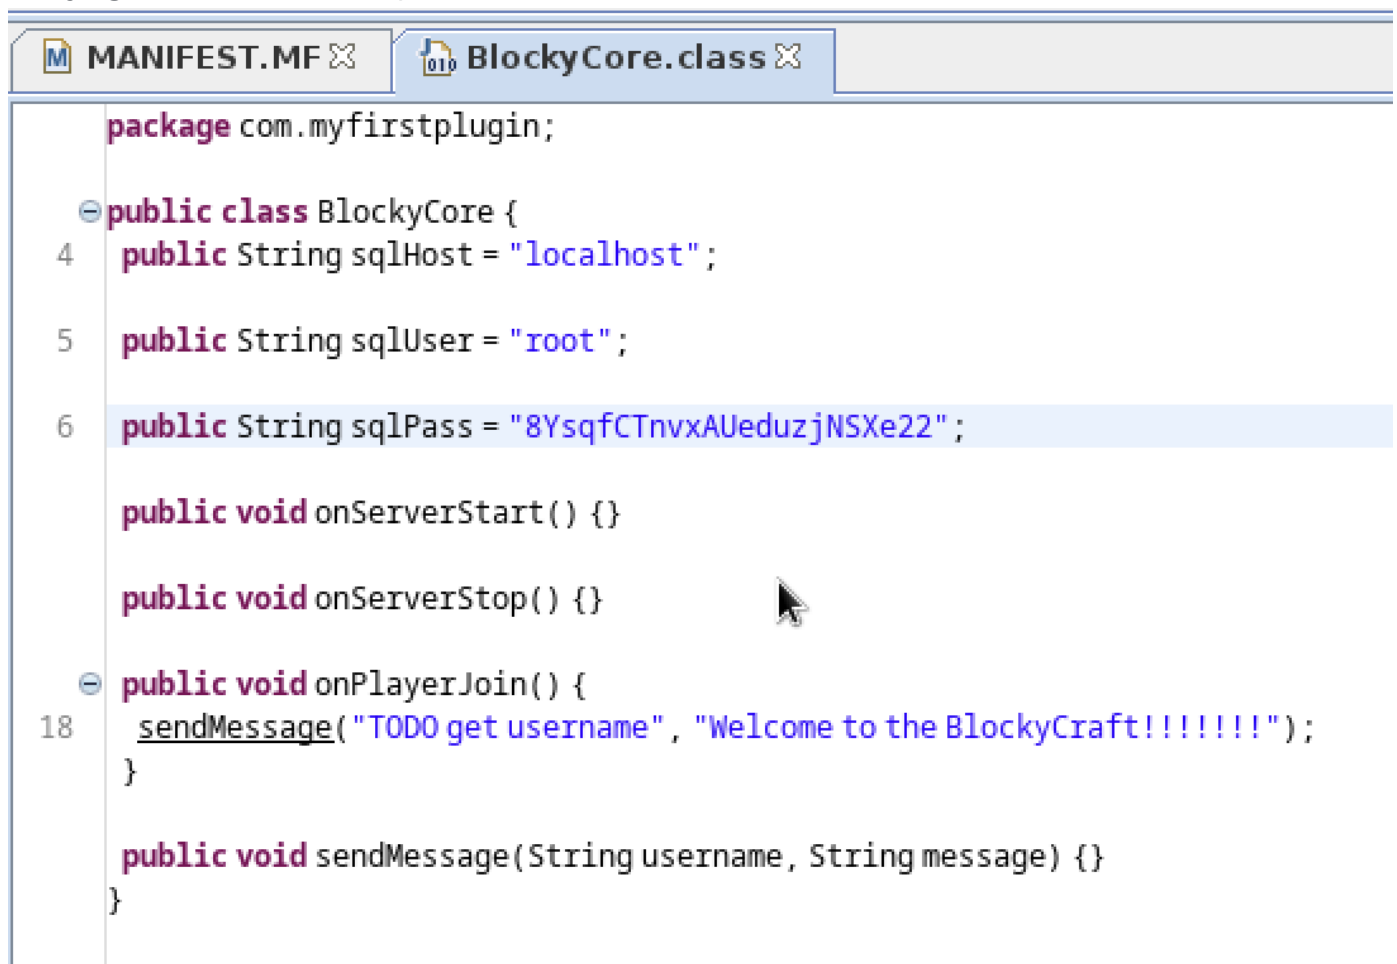 MANIFEST.MF BlockyCore.class
package com.myfirstplugin;
public class BlockyCore {
4 public String sqlHost = "localhost";
5 public String sqlUser = "root";
6 public String sqlPass = "8YsqfCTnvxAUeduzjNSXe22";
public void onServerStart() {}
public void onServerStop() {}
public void onPlayerJoin() {
18 sendMessage("TODO get username", "Welcome to the BlockyCraft!!!!!!!");
}
public void sendMessage(String username, String message) {}
}